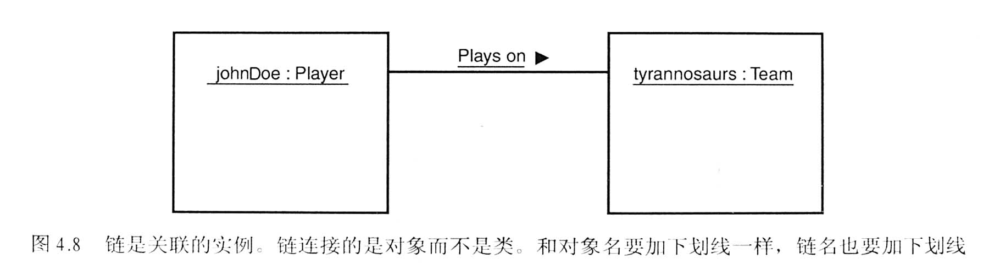 Plays on ▶
johnDoe : Player
tyrannosaurs : Team
图 4.8 链是关联的实例。链连接的是对象而不是类。和对象名要加下划线一样，链名也要加下划线